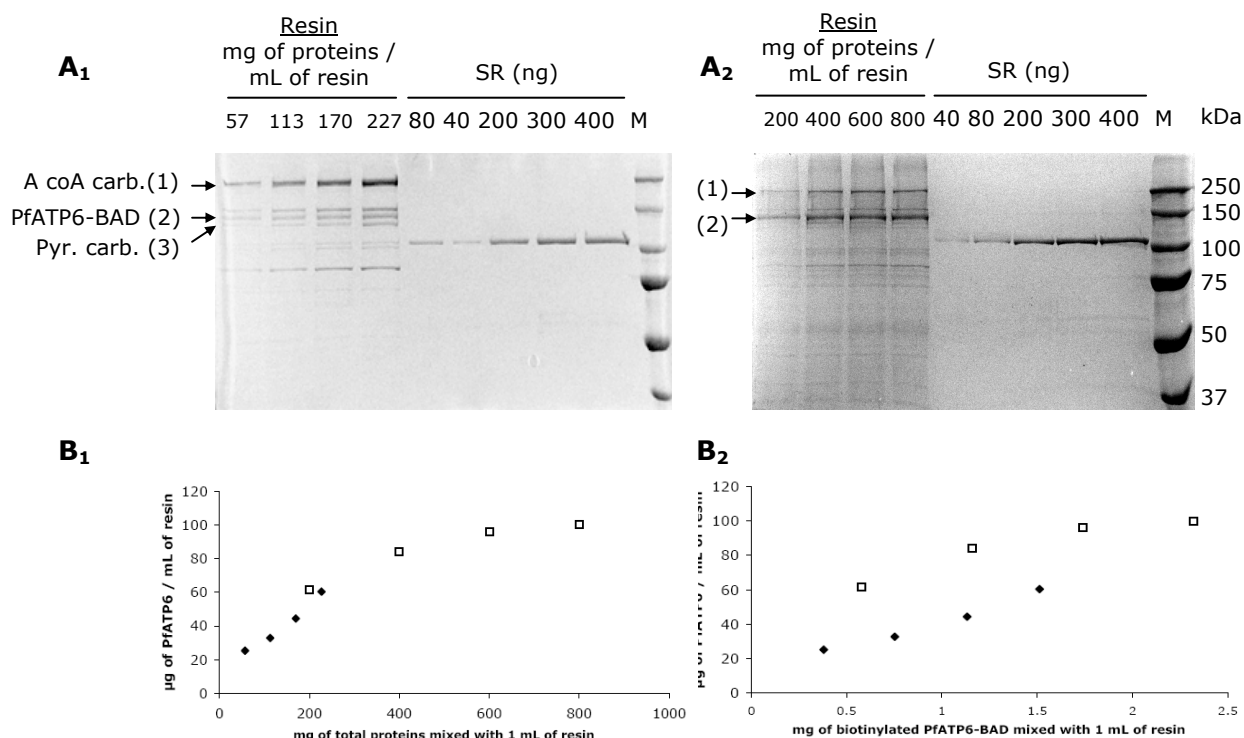 A1
Resin
mg of proteins /
mL of resin
SR (ng)
57 113 170 227 80 40 200 300 400 M
A coA carb.(1)
PfATP6-BAD (2)
Pyr. carb. (3)
A2
Resin
mg of proteins /
mL of resin
SR (ng)
200 400 600 800 40 80 200 300 400 M kDa
(1)
(2)
250
150
100
75
50
37
B1
µg of PfATP6 / mL of resin
120
100
80
60
40
20
0
0 200 400 600 800 1000
mg of total proteins mixed with 1 mL of resin
B2
µg of PfATP6 / mL of resin
120
100
80
60
40
20
0
0 0.5 1 1.5 2 2.5
mg of biotinylated PfATP6-BAD mixed with 1 mL of resin